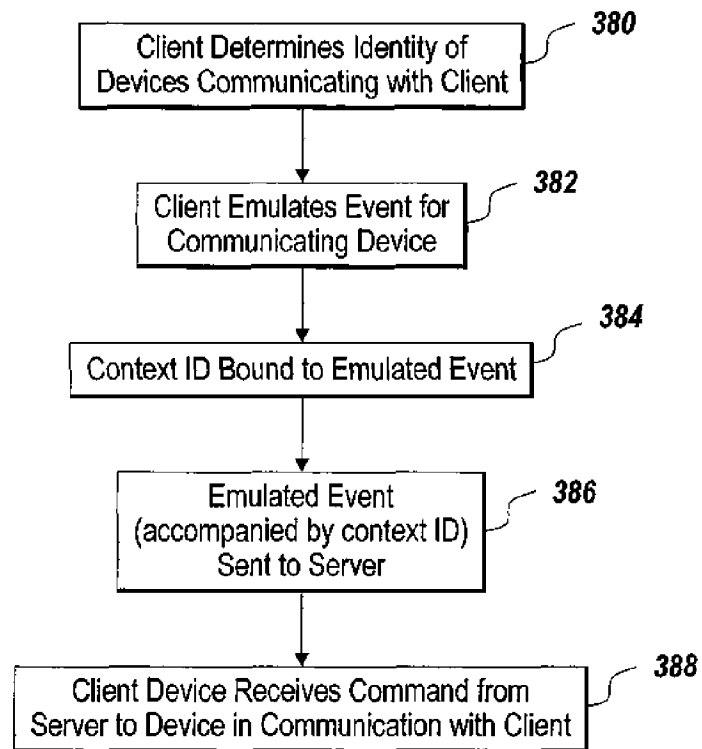 380
Client Determines Identity of
Devices Communicating with Client
382
Client Emulates Event for
Communicating Device
384
Context ID Bound to Emulated Event
386
Emulated Event
(accompanied by context ID)
Sent to Server
388
Client Device Receives Command from
Server to Device in Communication with Client